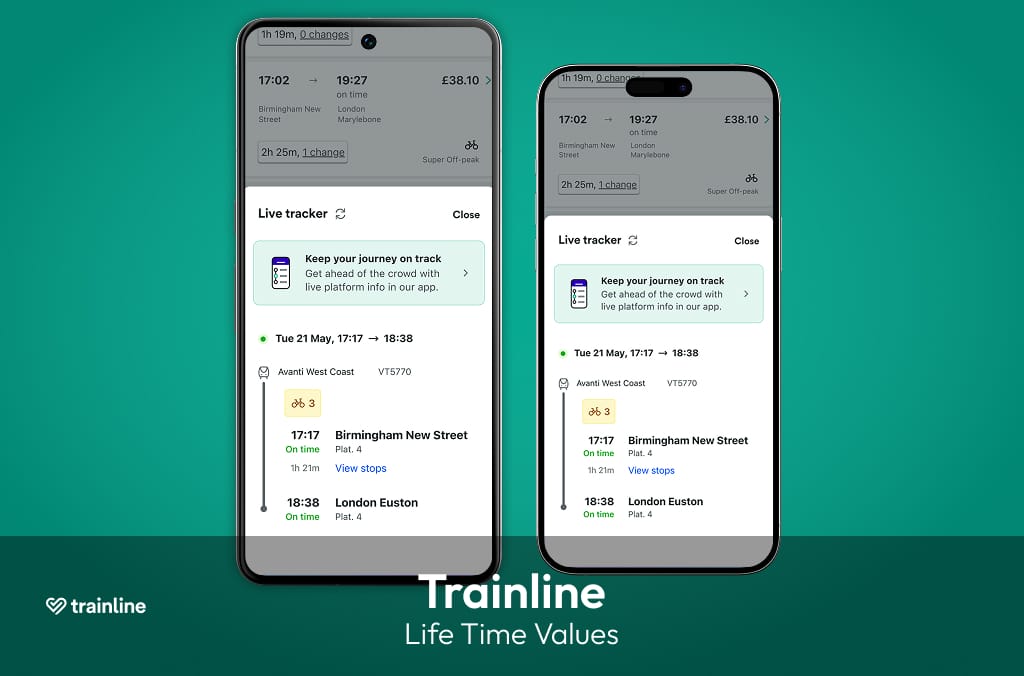 1h 19m, 0 changes
17:02 → 19:27 £38.10
on time
Birmingham New Street
London Marylebone
2h 25m, 1 change
Super Off-peak
Live tracker
Close
Keep your journey on track
Get ahead of the crowd with
live platform info in our app.
Tue 21 May, 17:17 → 18:38
Avanti West Coast VT5770
3
17:17 Birmingham New Street
On time Plat. 4
1h 21m View stops
18:38 London Euston
On time Plat. 4
1h 19m, 0 change
17:02 → 19:27 £38.10
on time
Birmingham New Street
London Marylebone
2h 25m, 1 change
Super Off-peak
Live tracker
Close
Keep your journey on track
Get ahead of the crowd with
live platform info in our app.
Tue 21 May, 17:17 → 18:38
Avanti West Coast VT5770
3
17:17 Birmingham New Street
On time Plat. 4
1h 21m View stops
18:38 London Euston
On time Plat. 4
trainline
Trainline
Life Time Values